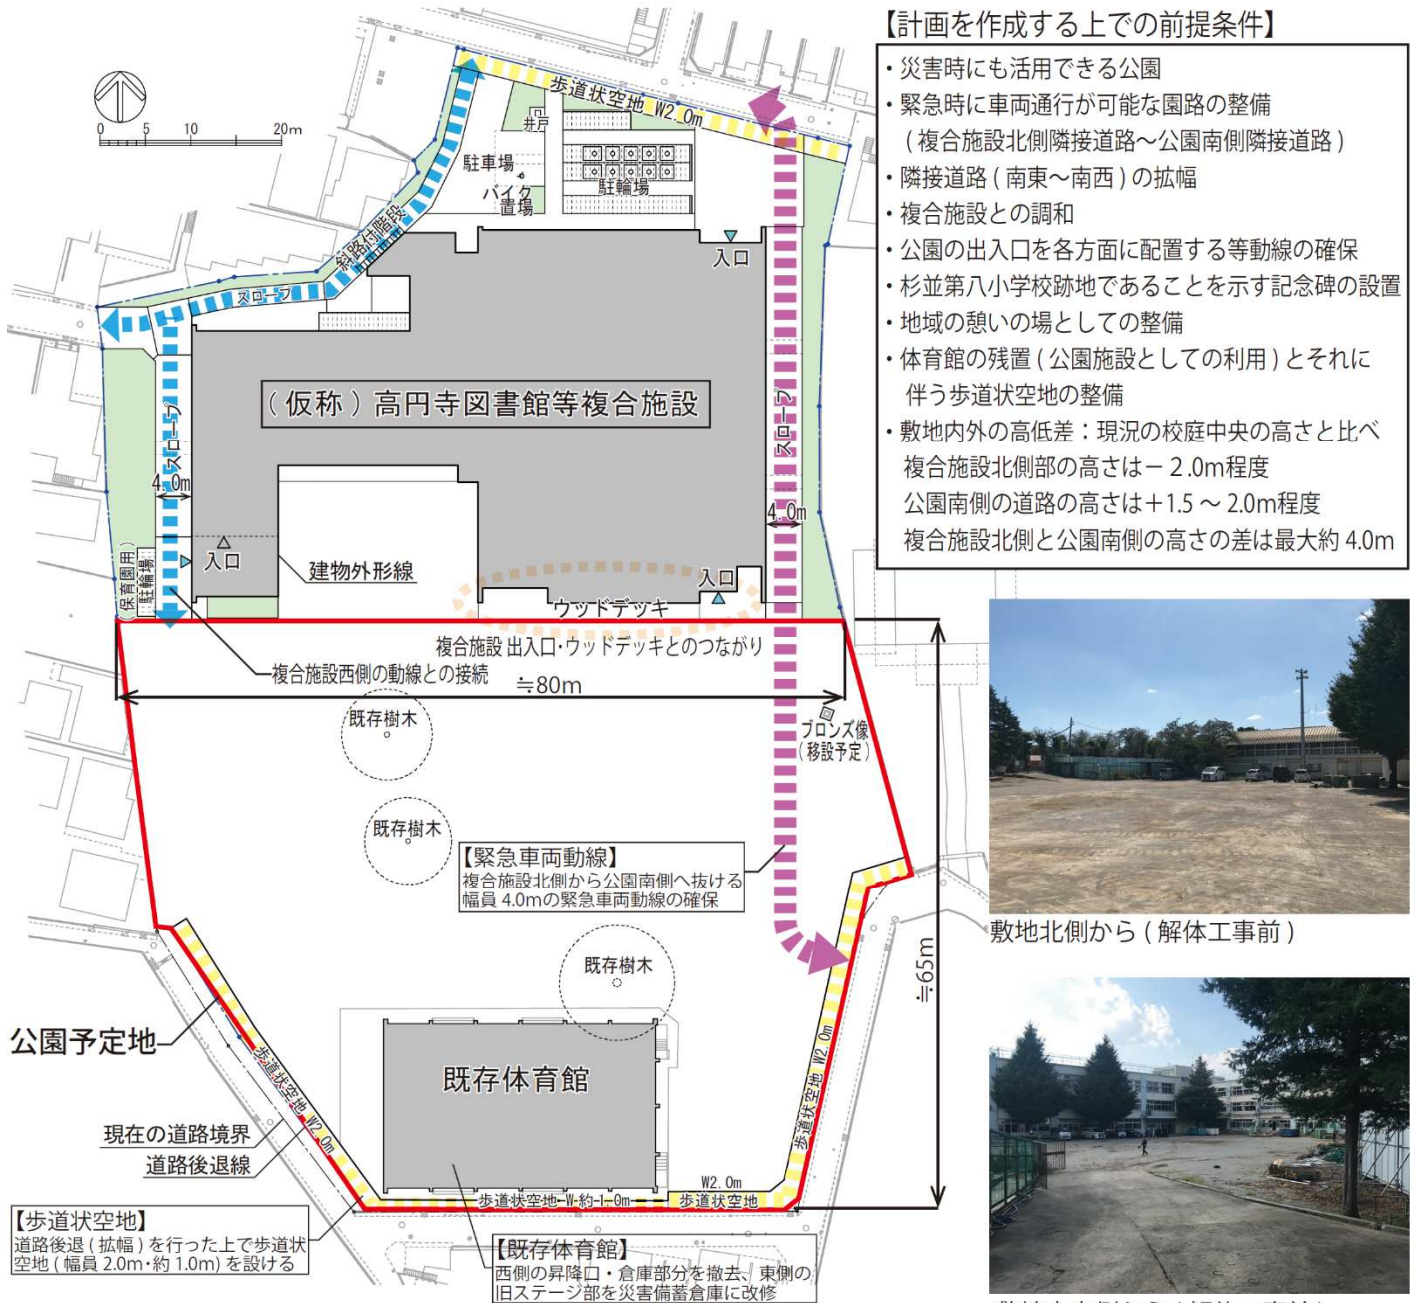 【計画を作成する上での前提条件】
・災害時にも活用できる公園
・緊急時に車両通行が可能な園路の整備
(複合施設北側隣接道路～公園南側隣接道路)
・隣接道路(南東～南西)の拡幅
・複合施設との調和
・公園の出入口を各方面に配置する等動線の確保
・杉並第八小学校跡地であることを示す記念碑の設置
・地域の憩いの場としての整備
・体育館の残置(公園施設としての利用)とそれに
伴う歩道状空地の整備
・敷地内外の高低差：現況の校庭中央の高さと比べ
複合施設北側部の高さは－2.0m程度
公園南側の道路の高さは＋1.5～2.0m程度
複合施設北側と公園南側の高さの差は最大約4.0m
0 5 10 20m
歩道状空地 W2.0m
井戸
駐車場
バイク
置場
駐輪場
入口
斜路付階段
スロープ
(仮称)高円寺図書館等複合施設
スロープ
4.0m
スロープ
4.0m
(保育園用)
駐輪場
入口
建物外形線
入口
ウッドデッキ
複合施設 出入口・ウッドデッキとのつながり
複合施設西側の動線との接続
≒80m
既存樹木
ブロンズ像
(移設予定)
既存樹木
【緊急車両動線】
複合施設北側から公園南側へ抜ける
幅員4.0mの緊急車両動線の確保
既存樹木
≒65m
公園予定地
既存体育館
歩道状空地 W2.0m
歩道状空地 W2.0m
現在の道路境界
道路後退線
W2.0m
歩道状空地 W 約1.0m
歩道状空地
【歩道状空地】
道路後退(拡幅)を行った上で歩道状
空地(幅員2.0m・約1.0m)を設ける
【既存体育館】
西側の昇降口・倉庫部分を撤去、東側の
旧ステージ部を災害備蓄倉庫に改修
敷地北側から(解体工事前)